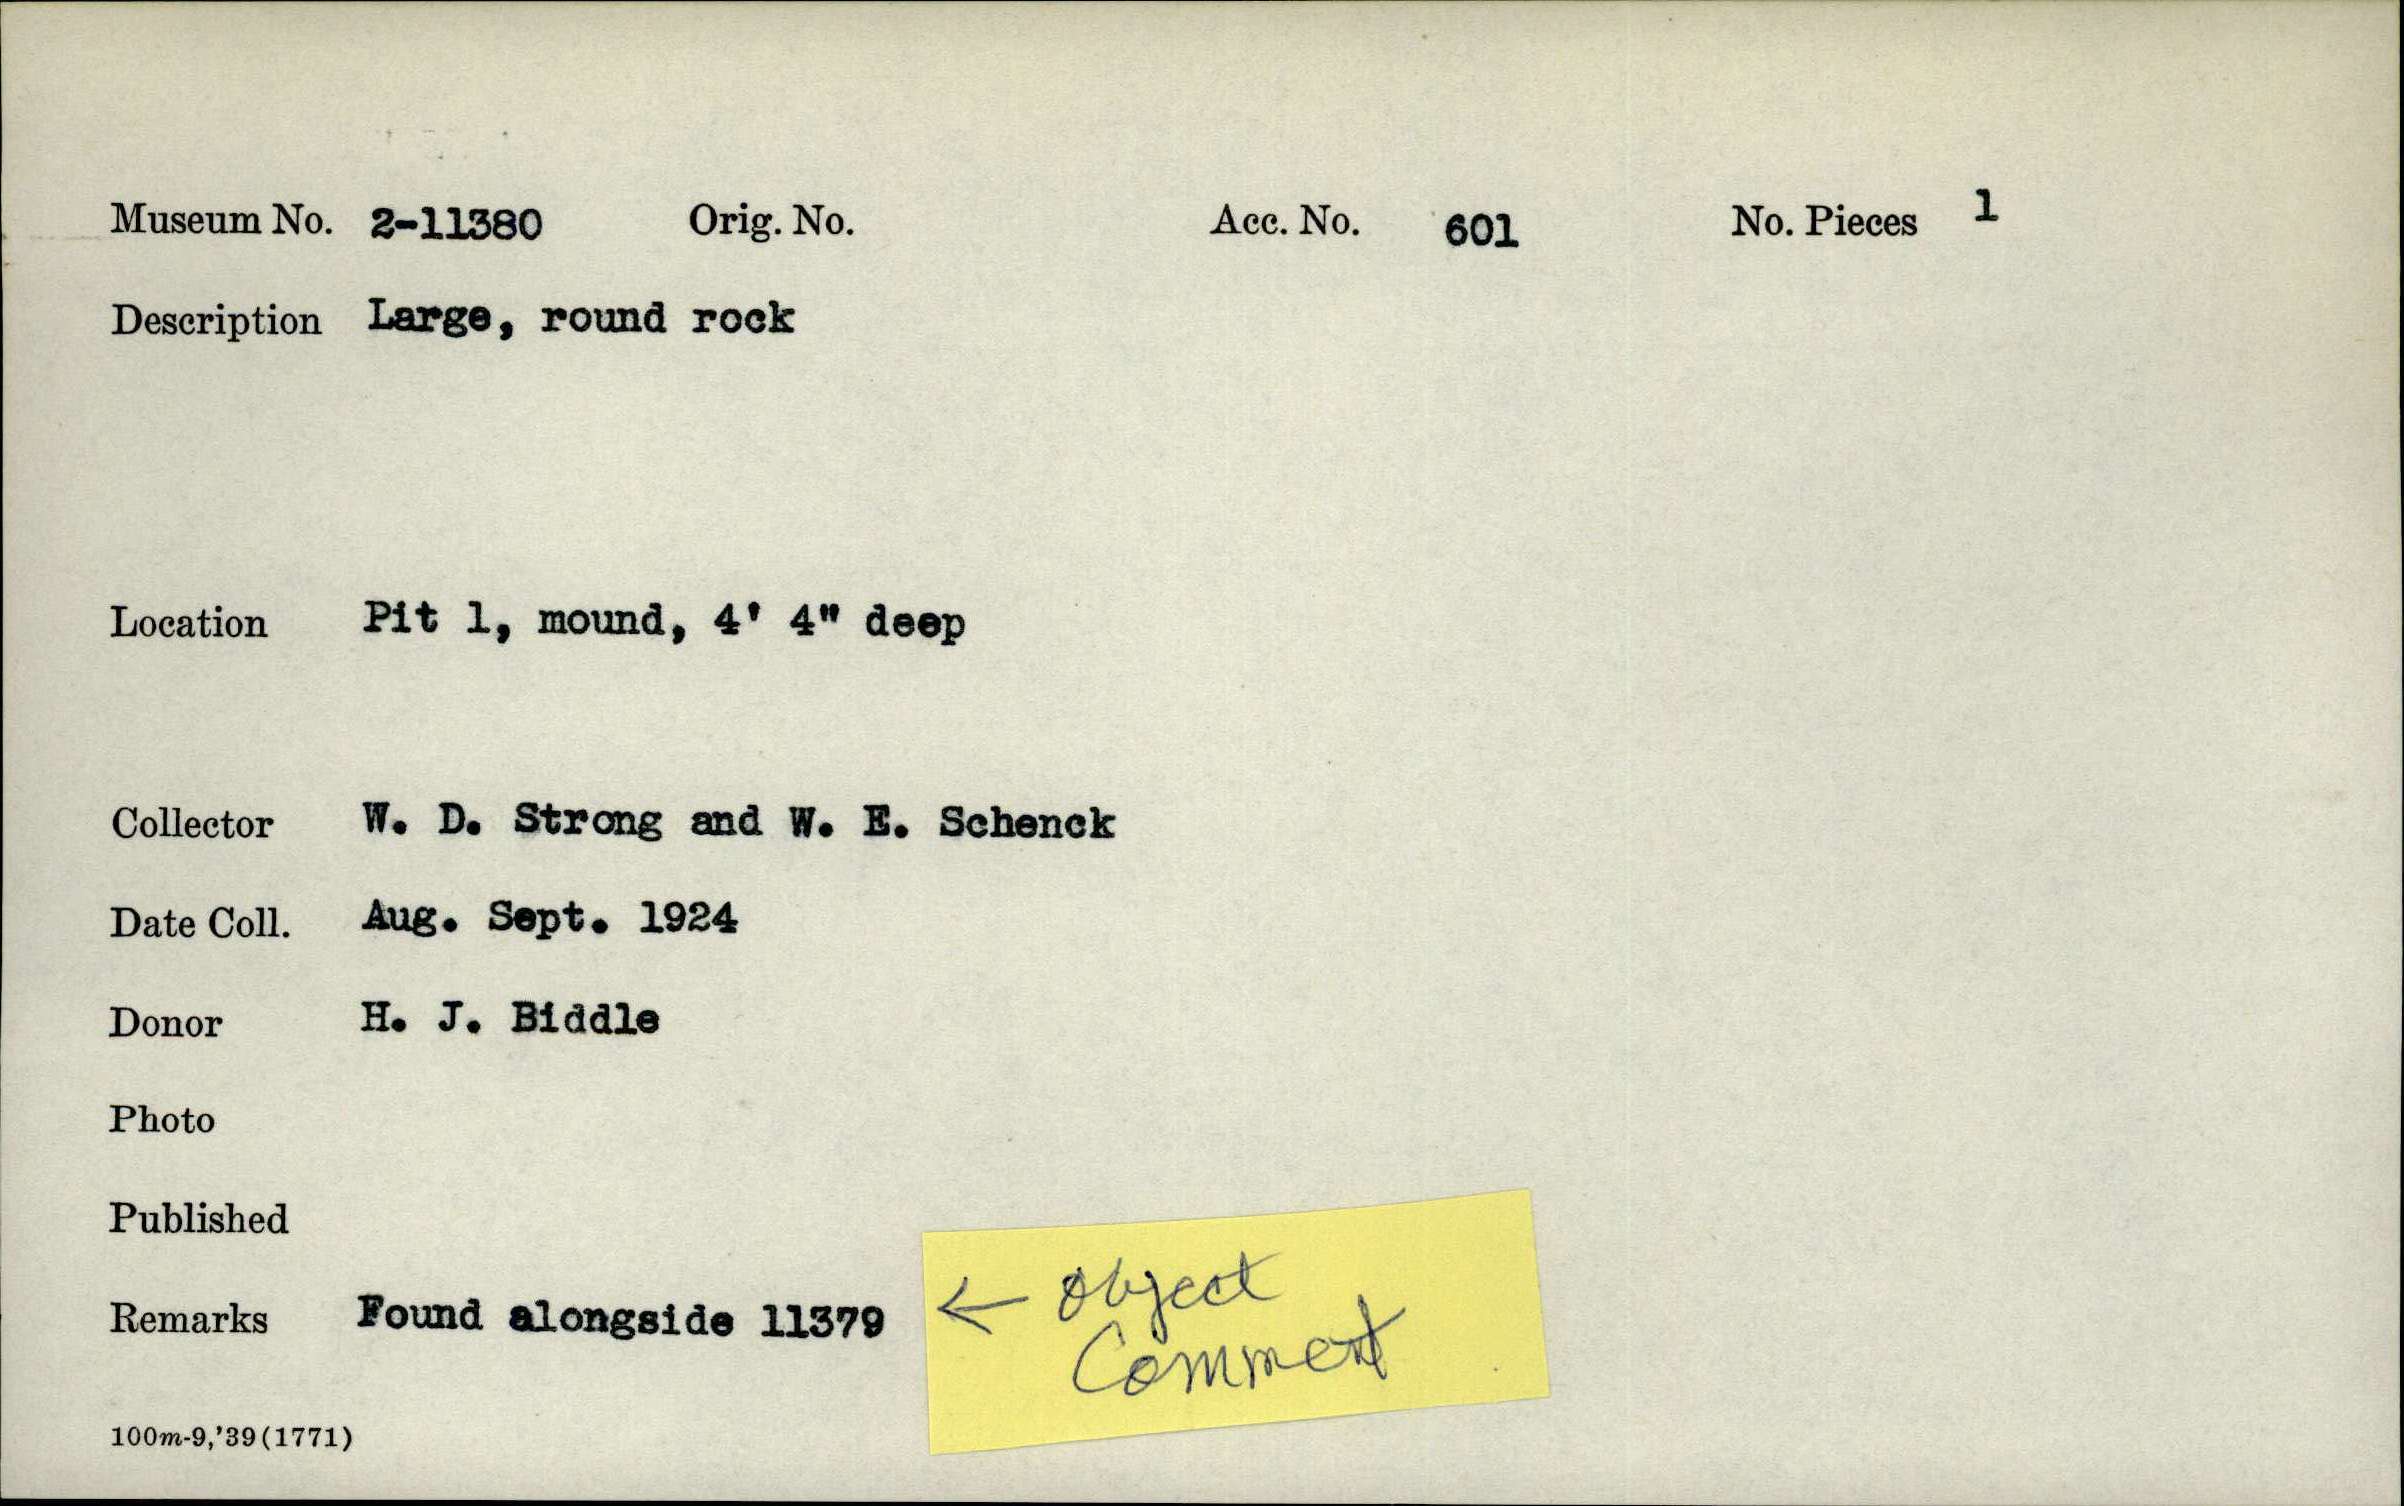 Museum No. 2-11380 Orig. No. Acc. No. 601 No. Pieces 1
Description Large, round rock
Location Pit 1, mound, 4' 4" deep
Collector W. D. Strong and W. E. Schenck
Date Coll. Aug. Sept. 1924
Donor H. J. Biddle
Photo
Published
Remarks Found alongside 11379
← Object
Comment
100m-9,'39(1771)